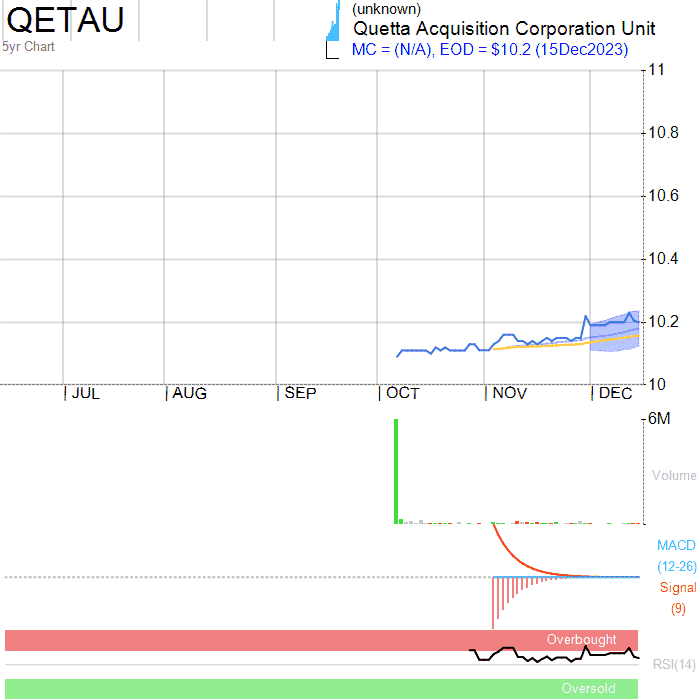 QETAU
5yr Chart
(unknown)
Quetta Acquisition Corporation Unit
MC = (N/A), EOD = $10.2 (15Dec2023)
11
10.8
10.6
10.4
10.2
10
JUL AUG SEP OCT NOV DEC
6M
Volume
MACD
(12-26)
Signal
(9)
Overbought
RSI(14)
Oversold